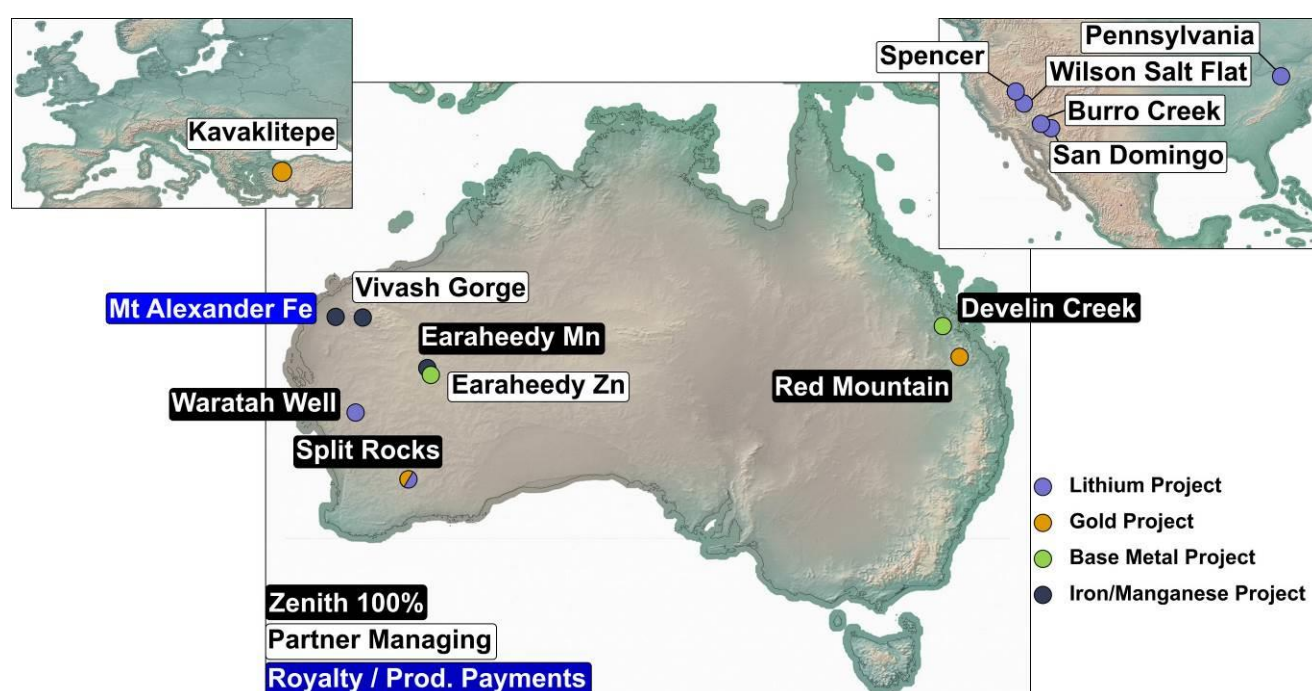 Kavaklitepe
Pennsylvania
Spencer
Wilson Salt Flat
Burro Creek
San Domingo
Vivash Gorge
Mt Alexander Fe
Develin Creek
Earaheedy Mn
Red Mountain
Earaheedy Zn
Waratah Well
Split Rocks
Lithium Project
Gold Project
Base Metal Project
Iron/Manganese Project
Zenith 100%
Partner Managing
Royalty / Prod. Payments